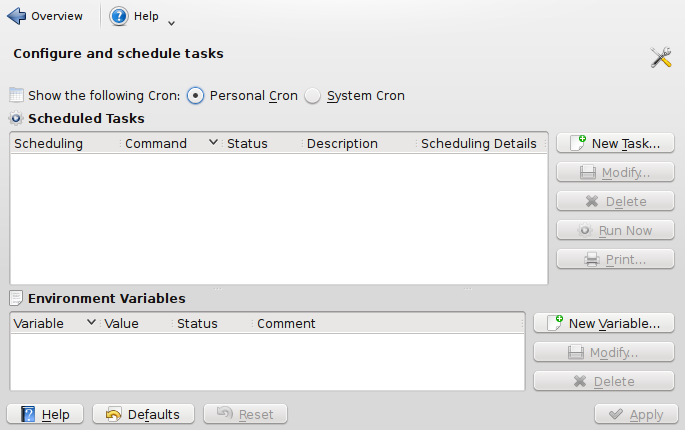 Overview Help
Configure and schedule tasks
Show the following Cron: Personal Cron System Cron
Scheduled Tasks
Scheduling Command Status Description Scheduling Details
New Task...
Modify...
Delete
Run Now
Print...
Environment Variables
Variable Value Status Comment
New Variable...
Modify...
Delete
Help Defaults Reset Apply